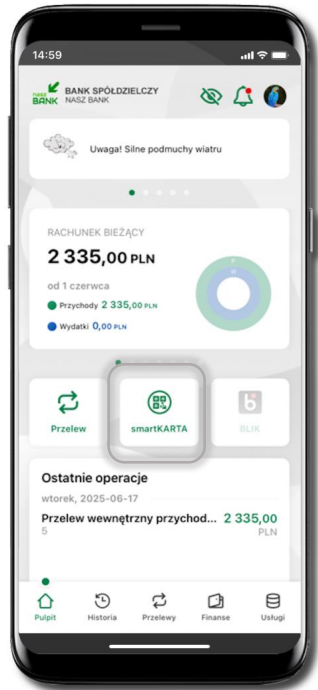 14:59
NASZ BANK
BANK SPÓŁDZIELCZY
NASZ BANK
Uwaga! Silne podmuchy wiatru
RACHUNEK BIEŻĄCY
2 335,00 PLN
od 1 czerwca
Przychody 2 335,00 PLN
Wydatki 0,00 PLN
Przelew smartKARTA BLIK
Ostatnie operacje
wtorek, 2025-06-17
Przelew wewnętrzny przychod... 2 335,00
5 PLN
Pulpit Historia Przelewy Finanse Usługi